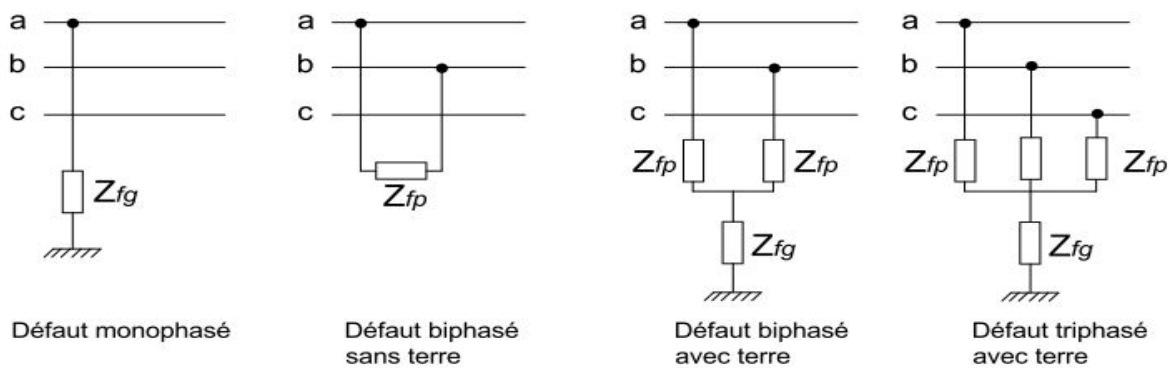 a
b
c
Zfg
Défaut monophasé
a
b
c
Zfp
Défaut biphasé
sans terre
a
b
c
Zfp
Zfp
Zfg
Défaut biphasé
avec terre
a
b
c
Zfp
Zfp
Zfg
Défaut triphasé
avec terre